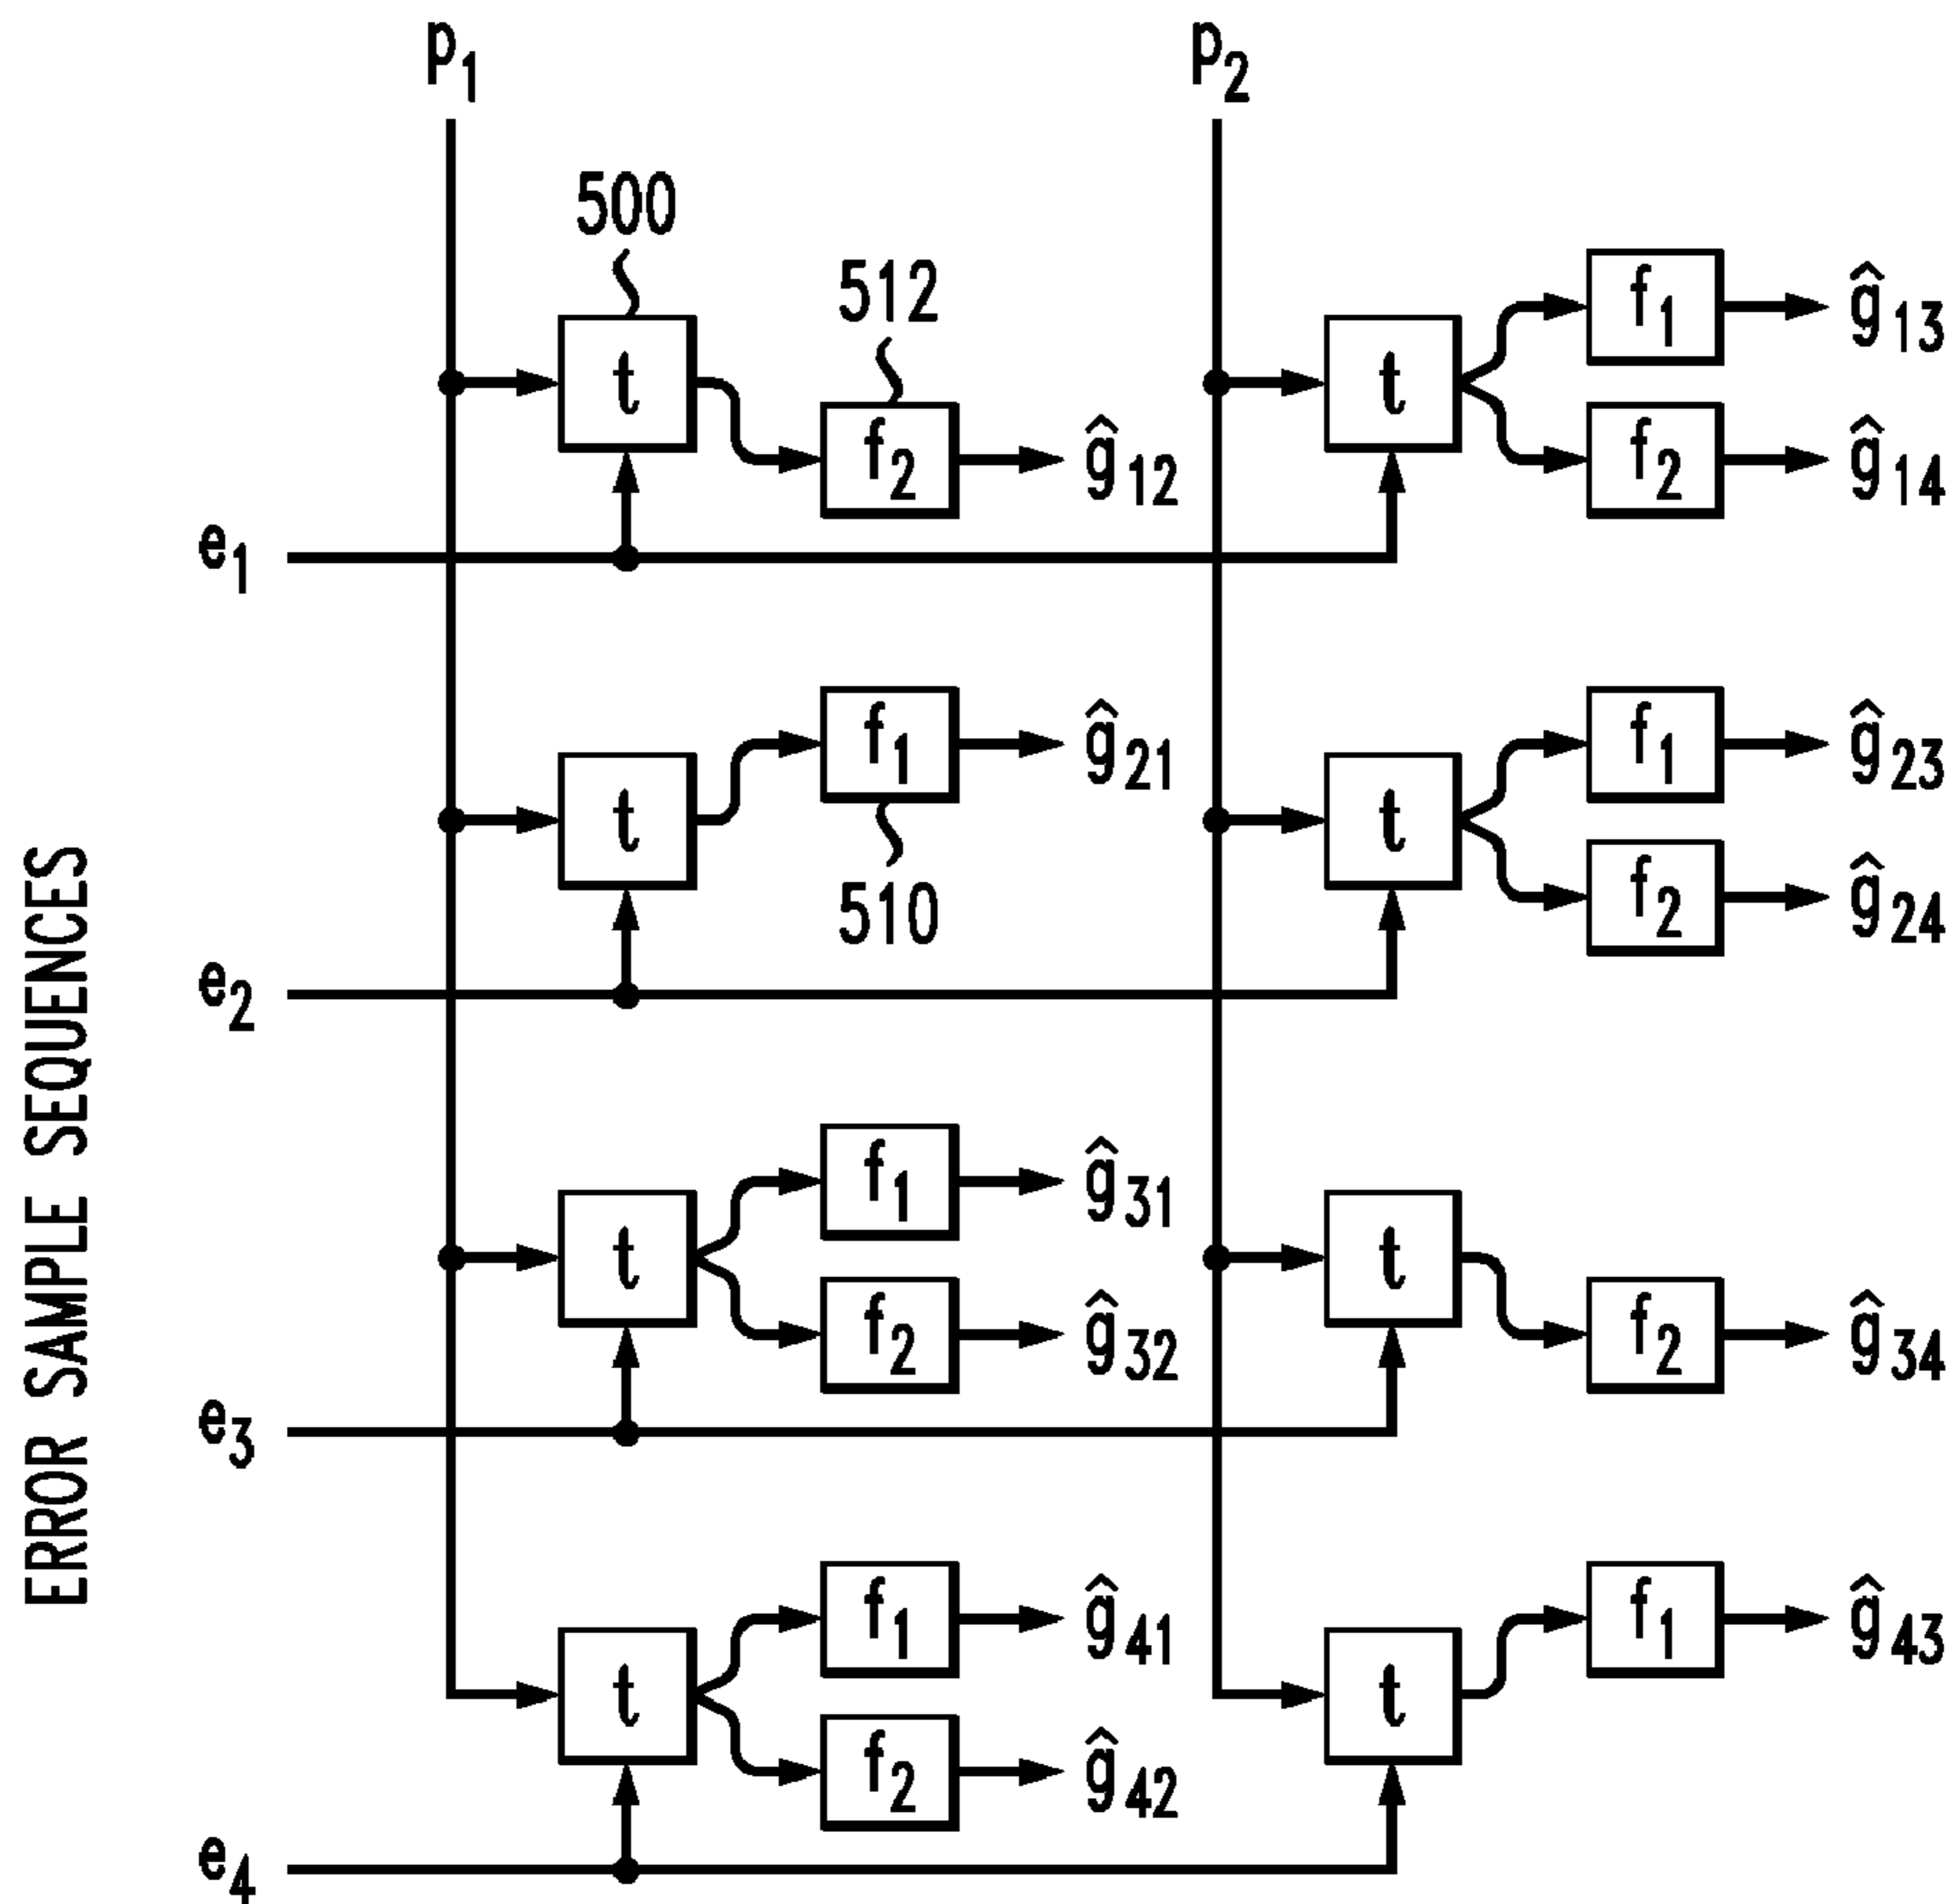 p1 p2
500
512
t f2 ĝ12 t f1 ĝ13
f2 ĝ14
e1
t f1 ĝ21 t f1 ĝ23
f2 ĝ24
510
e2
t f1 ĝ31 t
f2 ĝ32 f2 ĝ34
e3
t f1 ĝ41 t f1 ĝ43
f2 ĝ42
e4
ERROR SAMPLE SEQUENCES